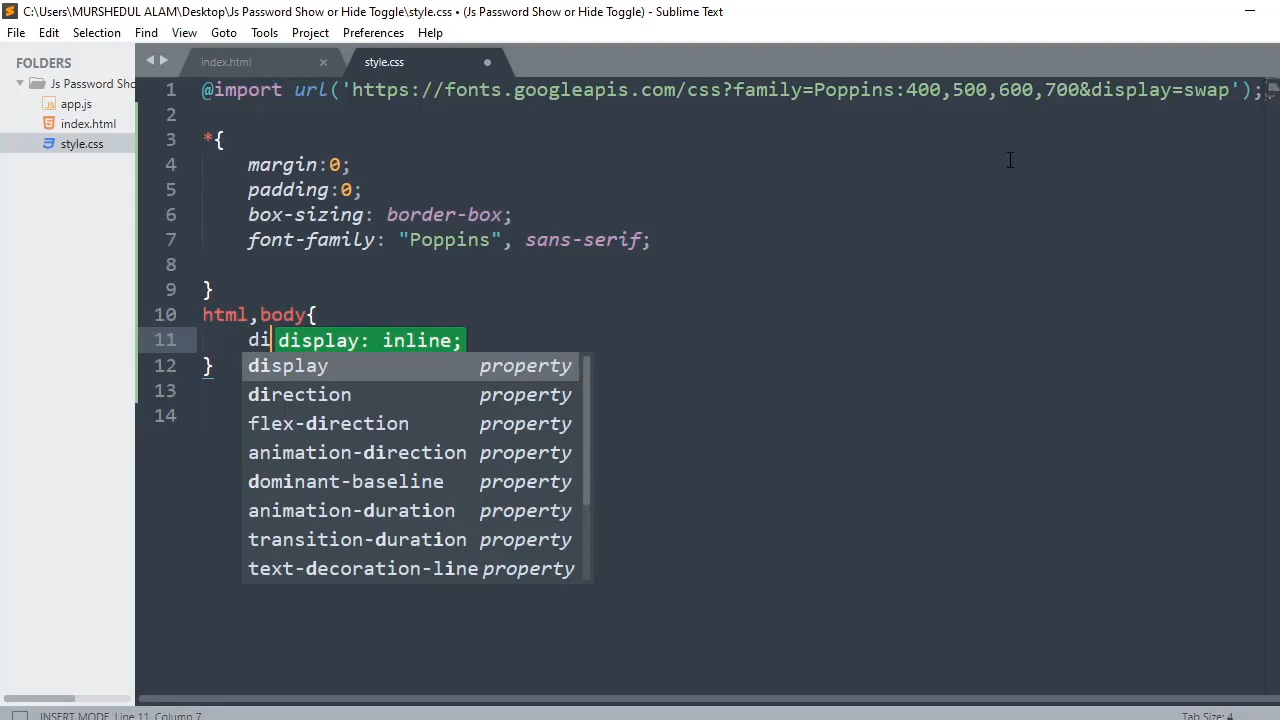 C:\Users\MURSHEDUL ALAM\Desktop\Js Password Show or Hide Toggle\style.css • (Js Password Show or Hide Toggle) - Sublime Text
File Edit Selection Find View Goto Tools Project Preferences Help
FOLDERS
Js Password Sho
app.js
index.html
style.css
index.html × style.css
1 @import url('https://fonts.googleapis.com/css?family=Poppins:400,500,600,700&display=swap');
2
3 *{
4 margin:0;
5 padding:0;
6 box-sizing: border-box;
7 font-family: "Poppins", sans-serif;
8
9 }
10 html,body{
11 di display: inline;
12 }
13
14
display property
direction property
flex-direction property
animation-direction property
dominant-baseline property
animation-duration property
transition-duration property
text-decoration-line property
INSERT MODE, Line 11, Column 7
Tab Size: 4